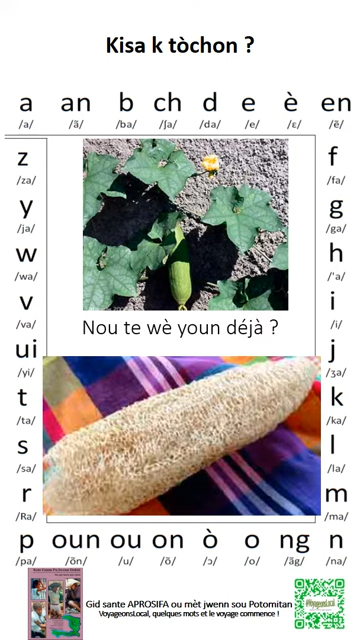 Kisa k tòchon ?
a an b ch d e è en
/a/ /ã/ /ba/ /ʃa/ /da/ /e/ /ɛ/ /ẽ/
z f
/za/ /fa/
y g
/ja/ /ga/
w h
/wa/ /'a/
v i
/va/ /i/
Nou te wè youn déjà ?
ui j
/yi/ /ʒa/
t k
/ta/ /ka/
s l
/sa/ /la/
r m
/Ra/ /ma/
p oun ou on ò o ng n
/pa/ /õn/ /u/ /õ/ /ɔ/ /o/ /ãg/ /na/
Gid sante APROSIFA ou mèt jwenn sou Potomitan
VoyageonsLocal, quelques mots et le voyage commence !